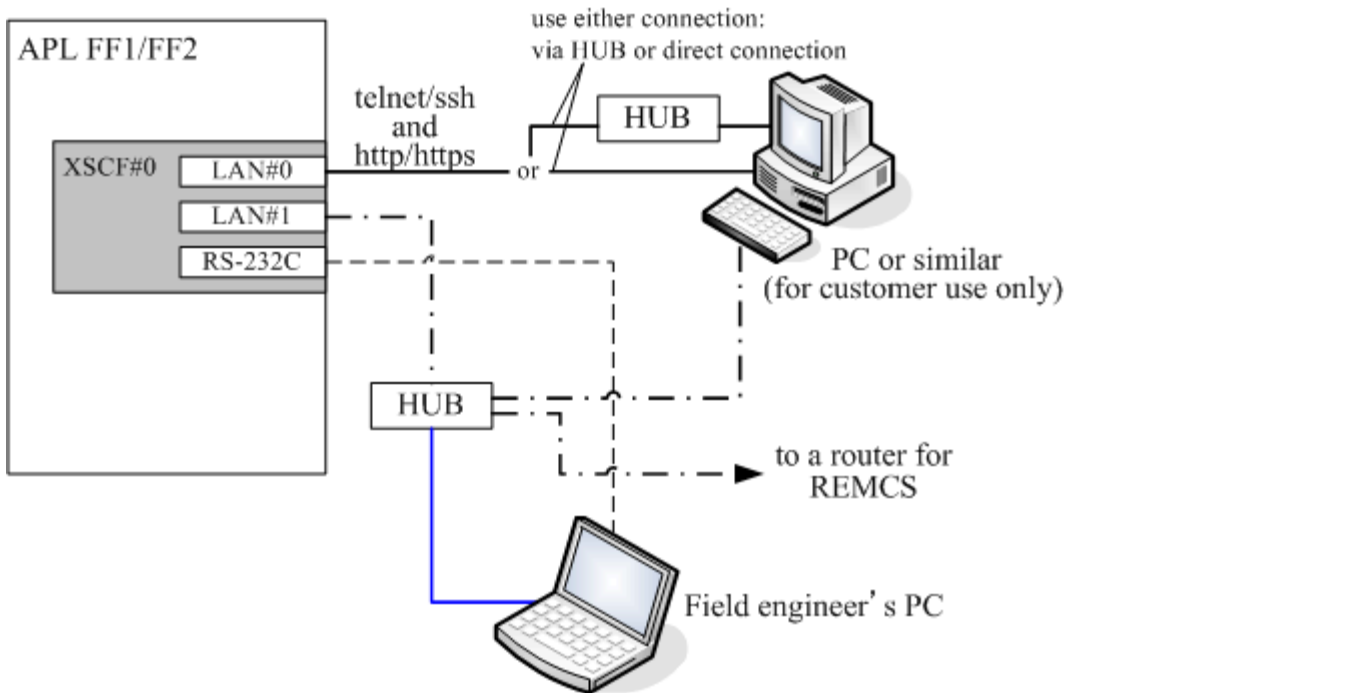 use either connection:
via HUB or direct connection
APL FF1/FF2
telnet/ssh
and
http/https
HUB
or
XSCF#0
LAN#0
LAN#1
RS-232C
PC or similar
(for customer use only)
HUB
to a router for
REMCS
Field engineer's PC